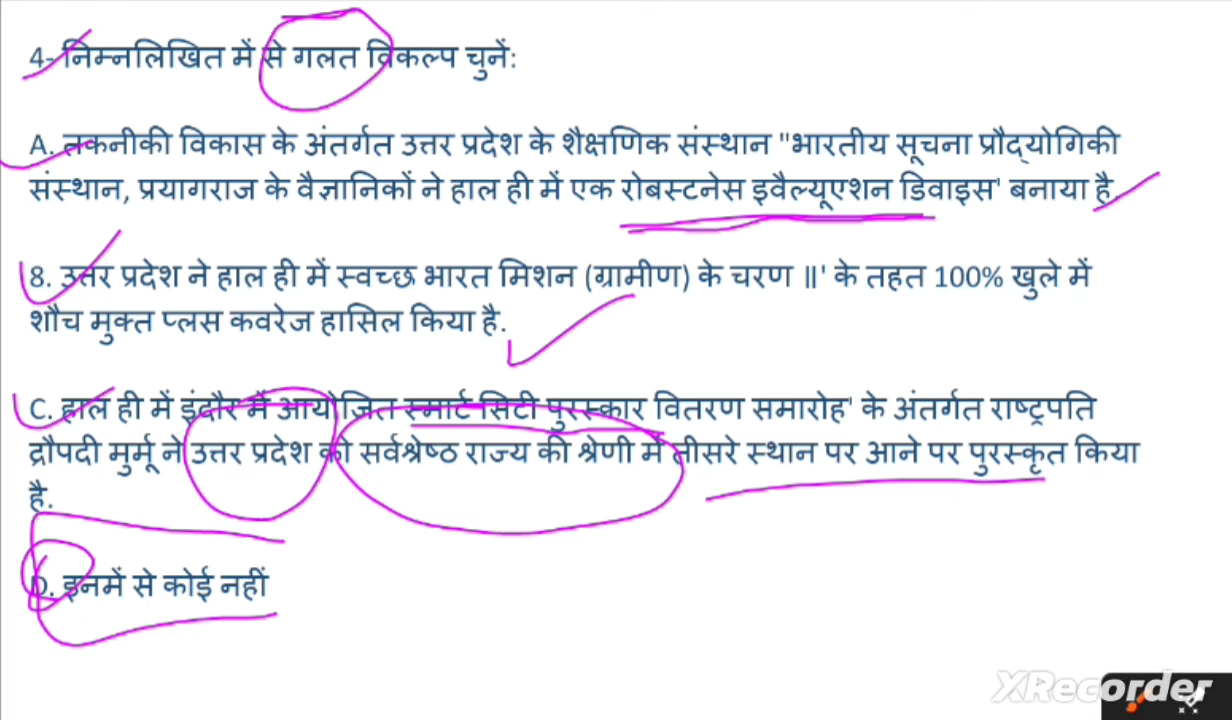 4- निम्नलिखित में से गलत विकल्प चुनें:
A. तकनीकी विकास के अंतर्गत उत्तर प्रदेश के शैक्षणिक संस्थान "भारतीय सूचना प्रौद्योगिकी
संस्थान, प्रयागराज के वैज्ञानिकों ने हाल ही में एक रोबस्टनेस इवैल्यूएशन डिवाइस' बनाया है.
8. उत्तर प्रदेश ने हाल ही में स्वच्छ भारत मिशन (ग्रामीण) के चरण ॥' के तहत 100% खुले में
शौच मुक्त प्लस कवरेज हासिल किया है.
C. हाल ही में इंदौर में आयोजित स्मार्ट सिटी पुरस्कार वितरण समारोह' के अंतर्गत राष्ट्रपति
द्रौपदी मुर्मू ने उत्तर प्रदेश को सर्वश्रेष्ठ राज्य की श्रेणी में तीसरे स्थान पर आने पर पुरस्कृत किया
है.
D. इनमें से कोई नहीं
XRecorder